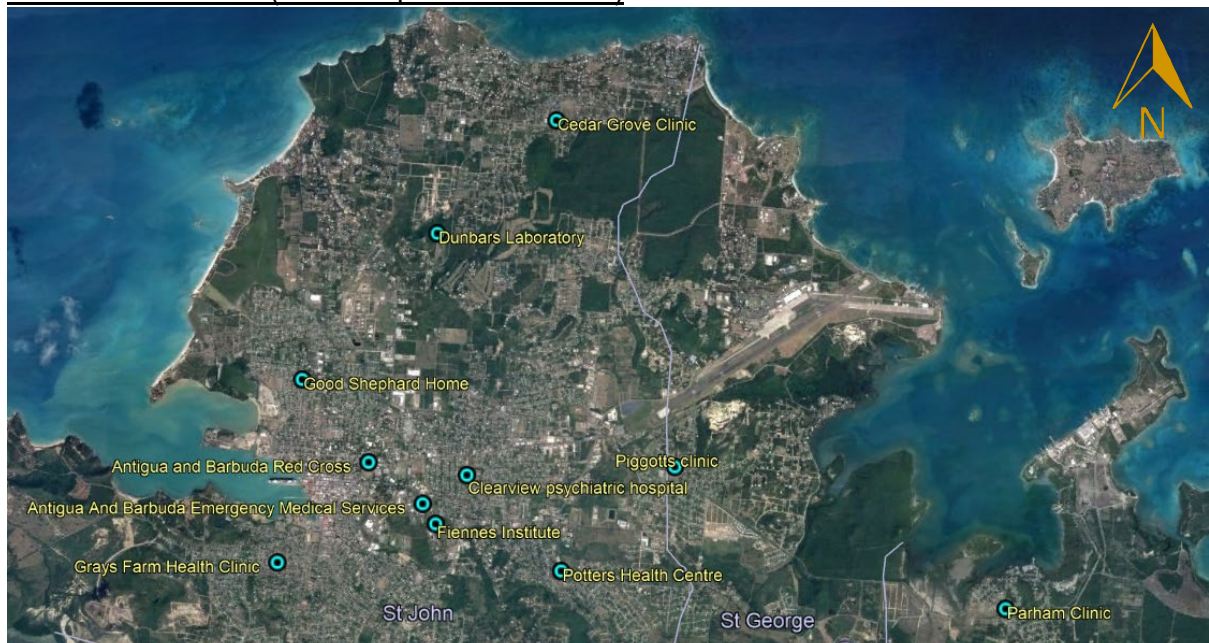 N
Cedar Grove Clinic
Dunbars Laboratory
Good Shephard Home
Antigua and Barbuda Red Cross
Piggotts clinic
Clearview psychiatric hospital
Antigua And Barbuda Emergency Medical Services
Fiennes Institute
Grays Farm Health Clinic
Potters Health Centre
St John
St George
Parham Clinic